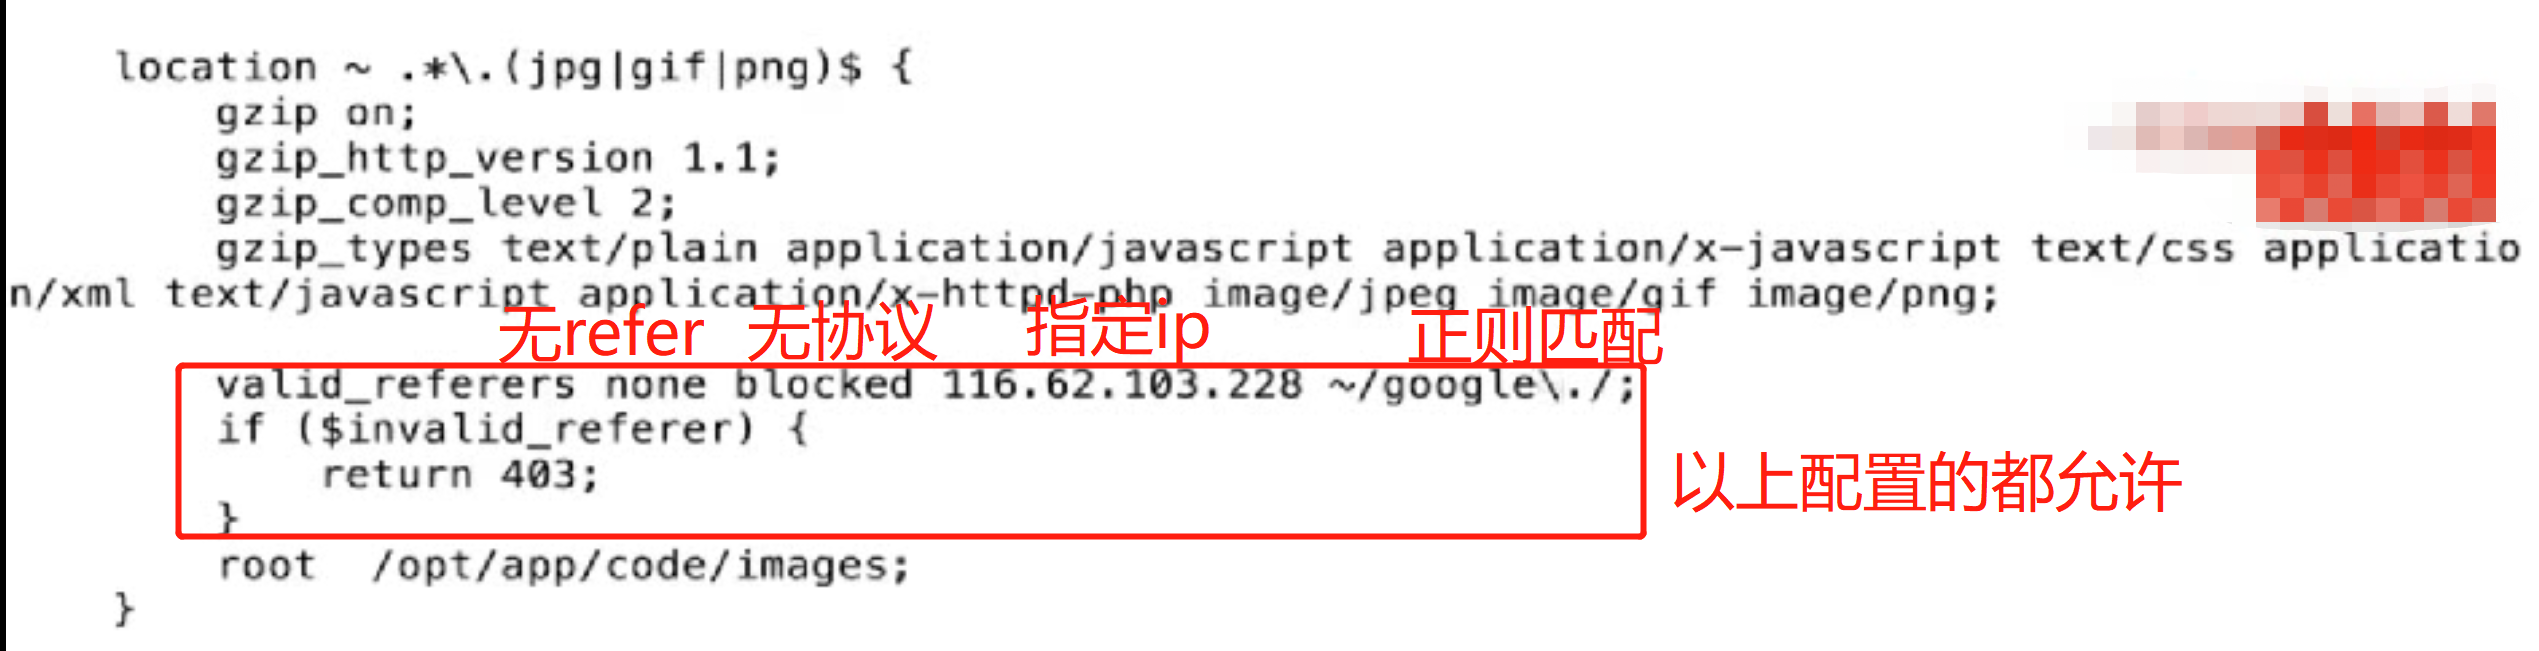 location ~ .*\.(jpg|gif|png)$ {
gzip on;
gzip_http_version 1.1;
gzip_comp_level 2;
gzip_types text/plain application/javascript application/x-javascript text/css applicatio
n/xml text/javascript application/x-httpd-php image/jpeg image/gif image/png;
无refer 无协议 指定ip 正则匹配
valid_referers none blocked 116.62.103.228 ~/google\./;
if ($invalid_referer) {
return 403;
}
以上配置的都允许
root /opt/app/code/images;
}